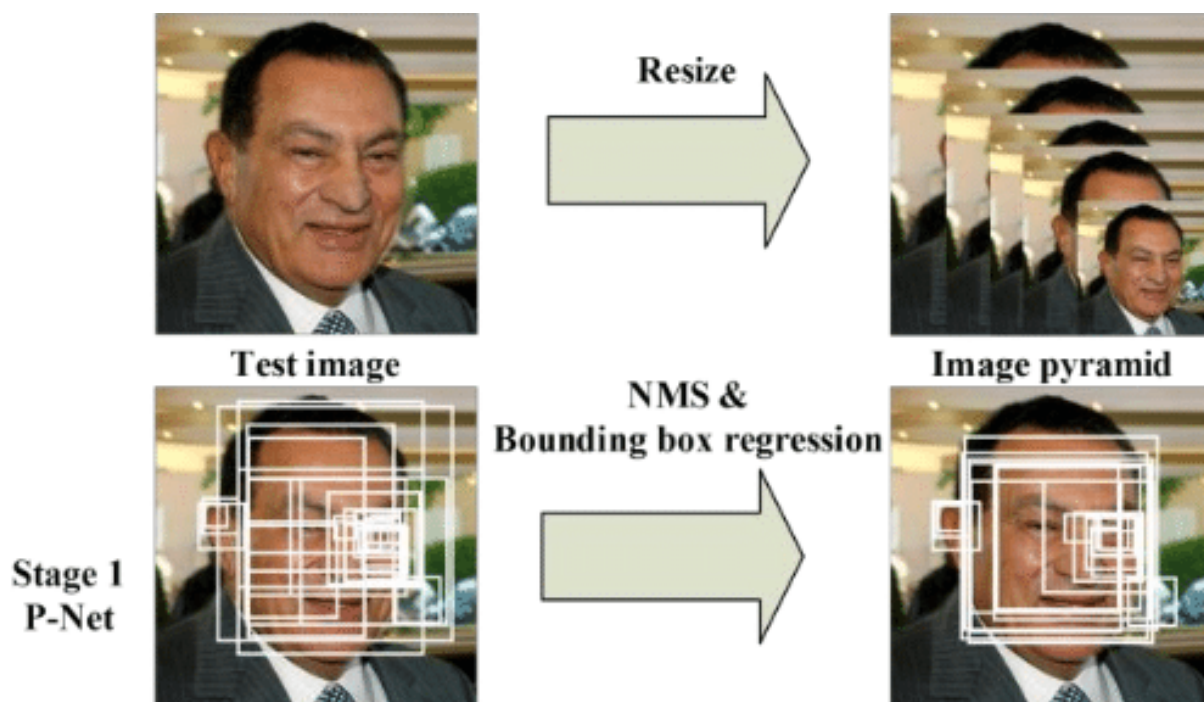 Resize
Test image
Image pyramid
NMS &
Bounding box regression
Stage 1
P-Net